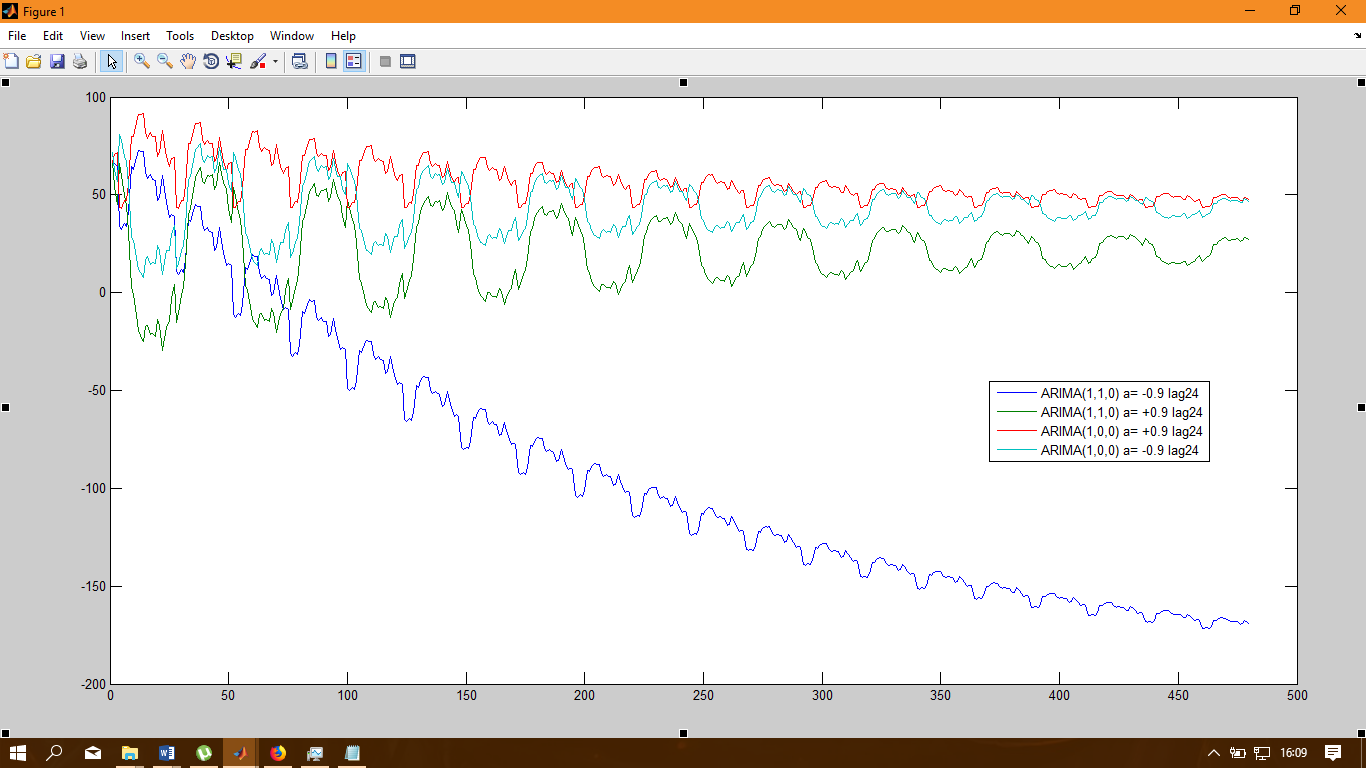 Figure 1
File Edit View Insert Tools Desktop Window Help
100
50
0
-50
-100
-150
-200
0 50 100 150 200 250 300 350 400 450 500
ARIMA(1,1,0) a= -0.9 lag24
ARIMA(1,1,0) a= +0.9 lag24
ARIMA(1,0,0) a= +0.9 lag24
ARIMA(1,0,0) a= -0.9 lag24
16:09